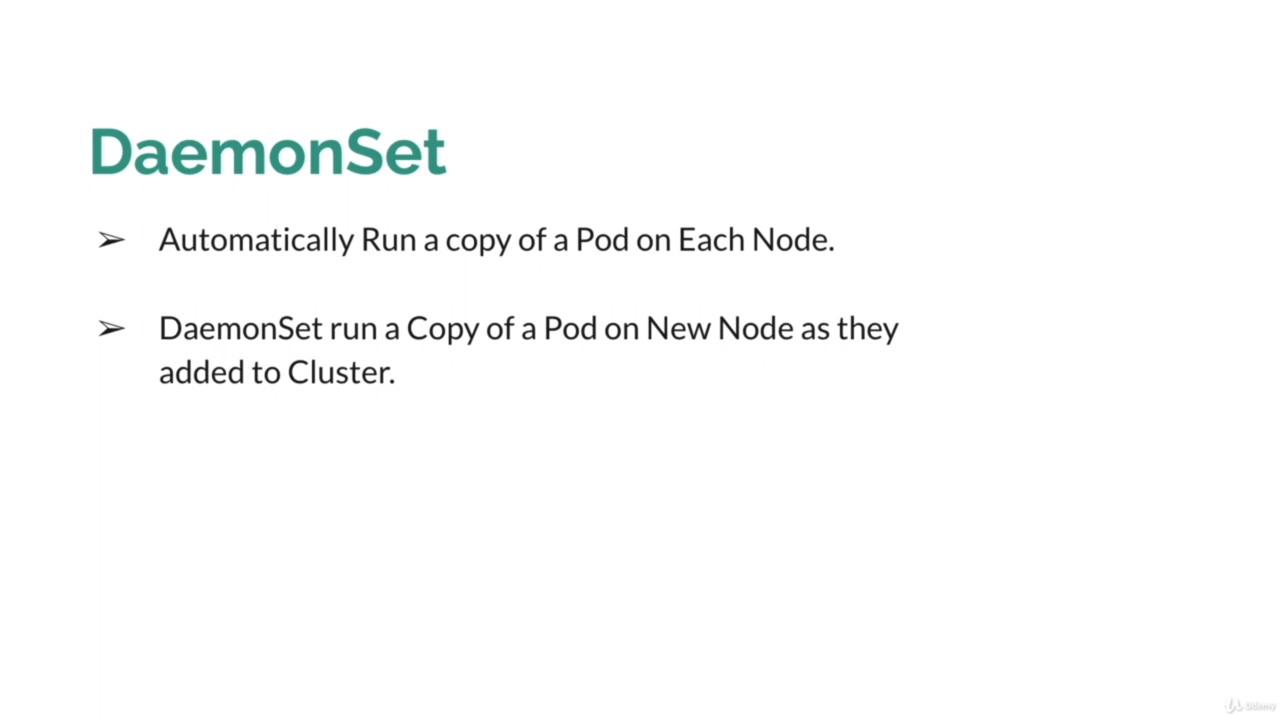 DaemonSet
➢ Automatically Run a copy of a Pod on Each Node.
➢ DaemonSet run a Copy of a Pod on New Node as they
added to Cluster.
Udemy